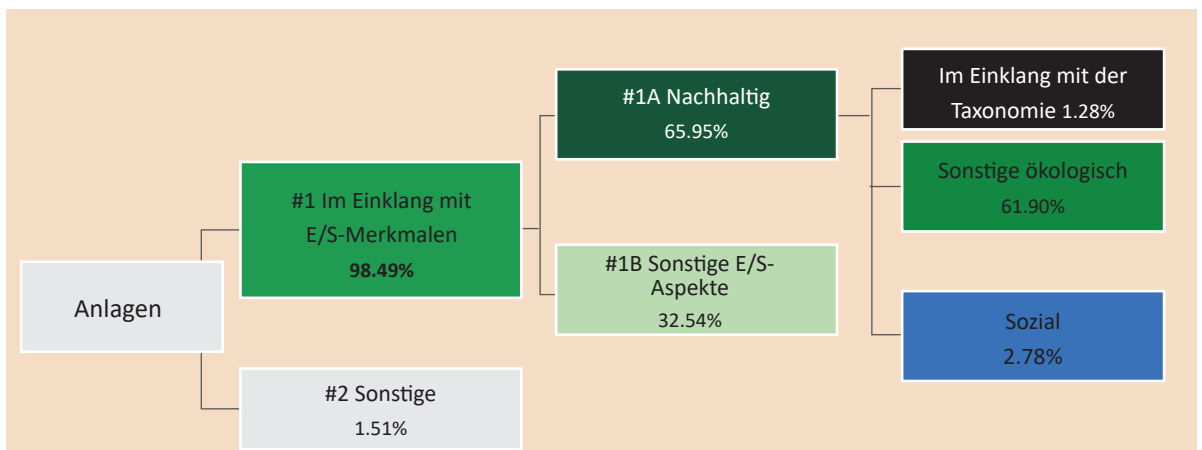 Anlagen
#1 Im Einklang mit
E/S-Merkmalen
98.49%
#2 Sonstige
1.51%
#1A Nachhaltig
65.95%
#1B Sonstige E/S-
Aspekte
32.54%
Im Einklang mit der
Taxonomie 1.28%
Sonstige ökologisch
61.90%
Sozial
2.78%